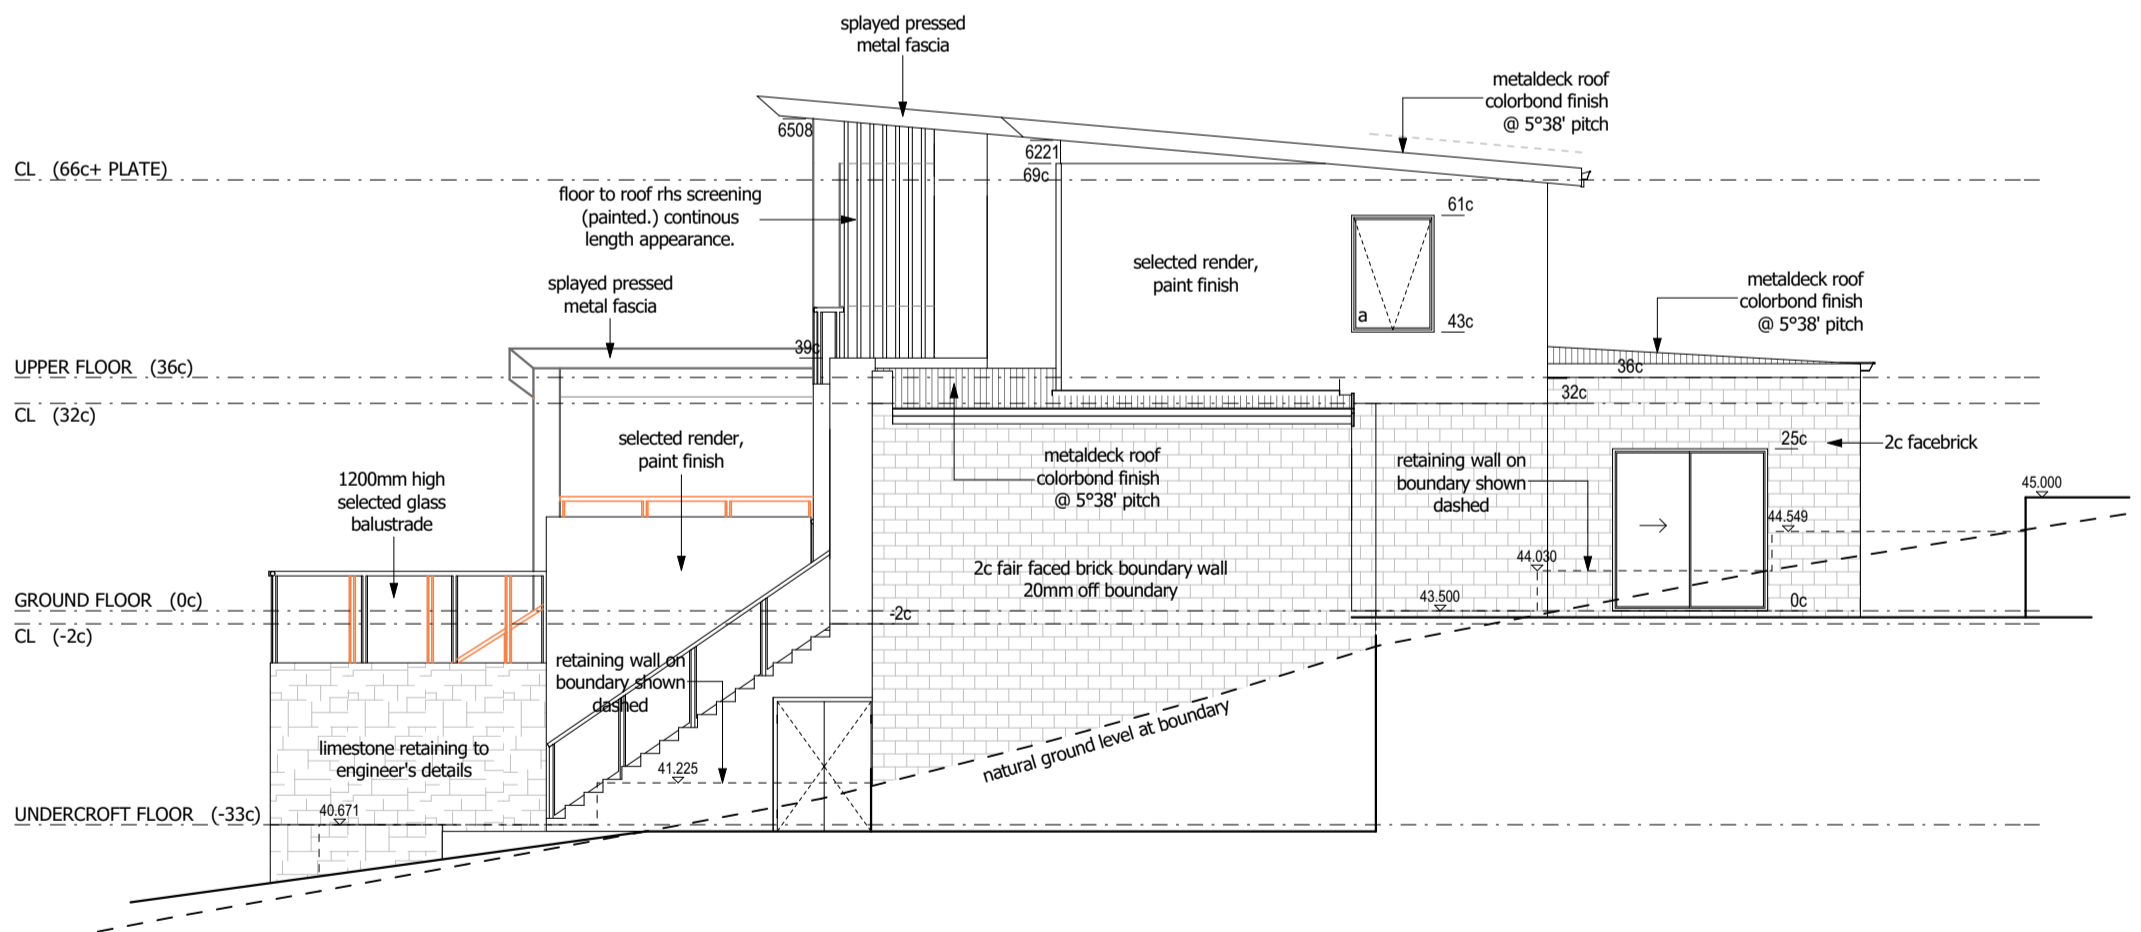 splayed pressed
metal fascia
metaldeck roof
colorbond finish
@ 5°38' pitch
6508
6221
69c
CL (66c+ PLATE)
floor to roof rhs screening
(painted.) continous
length appearance.
61c
selected render,
paint finish
splayed pressed
metal fascia
metaldeck roof
colorbond finish
@ 5°38' pitch
a
43c
39c
UPPER FLOOR (36c)
36c
32c
CL (32c)
selected render,
paint finish
metaldeck roof
colorbond finish
@ 5°38' pitch
25c
2c facebrick
retaining wall on
boundary shown
dashed
1200mm high
selected glass
balustrade
45.000
44.549
44.030
2c fair faced brick boundary wall
20mm off boundary
43.500
0c
GROUND FLOOR (0c)
-2c
CL (-2c)
retaining wall on
boundary shown
dashed
natural ground level at boundary
limestone retaining to
engineer's details
41.225
UNDERCROFT FLOOR (-33c)
40.671